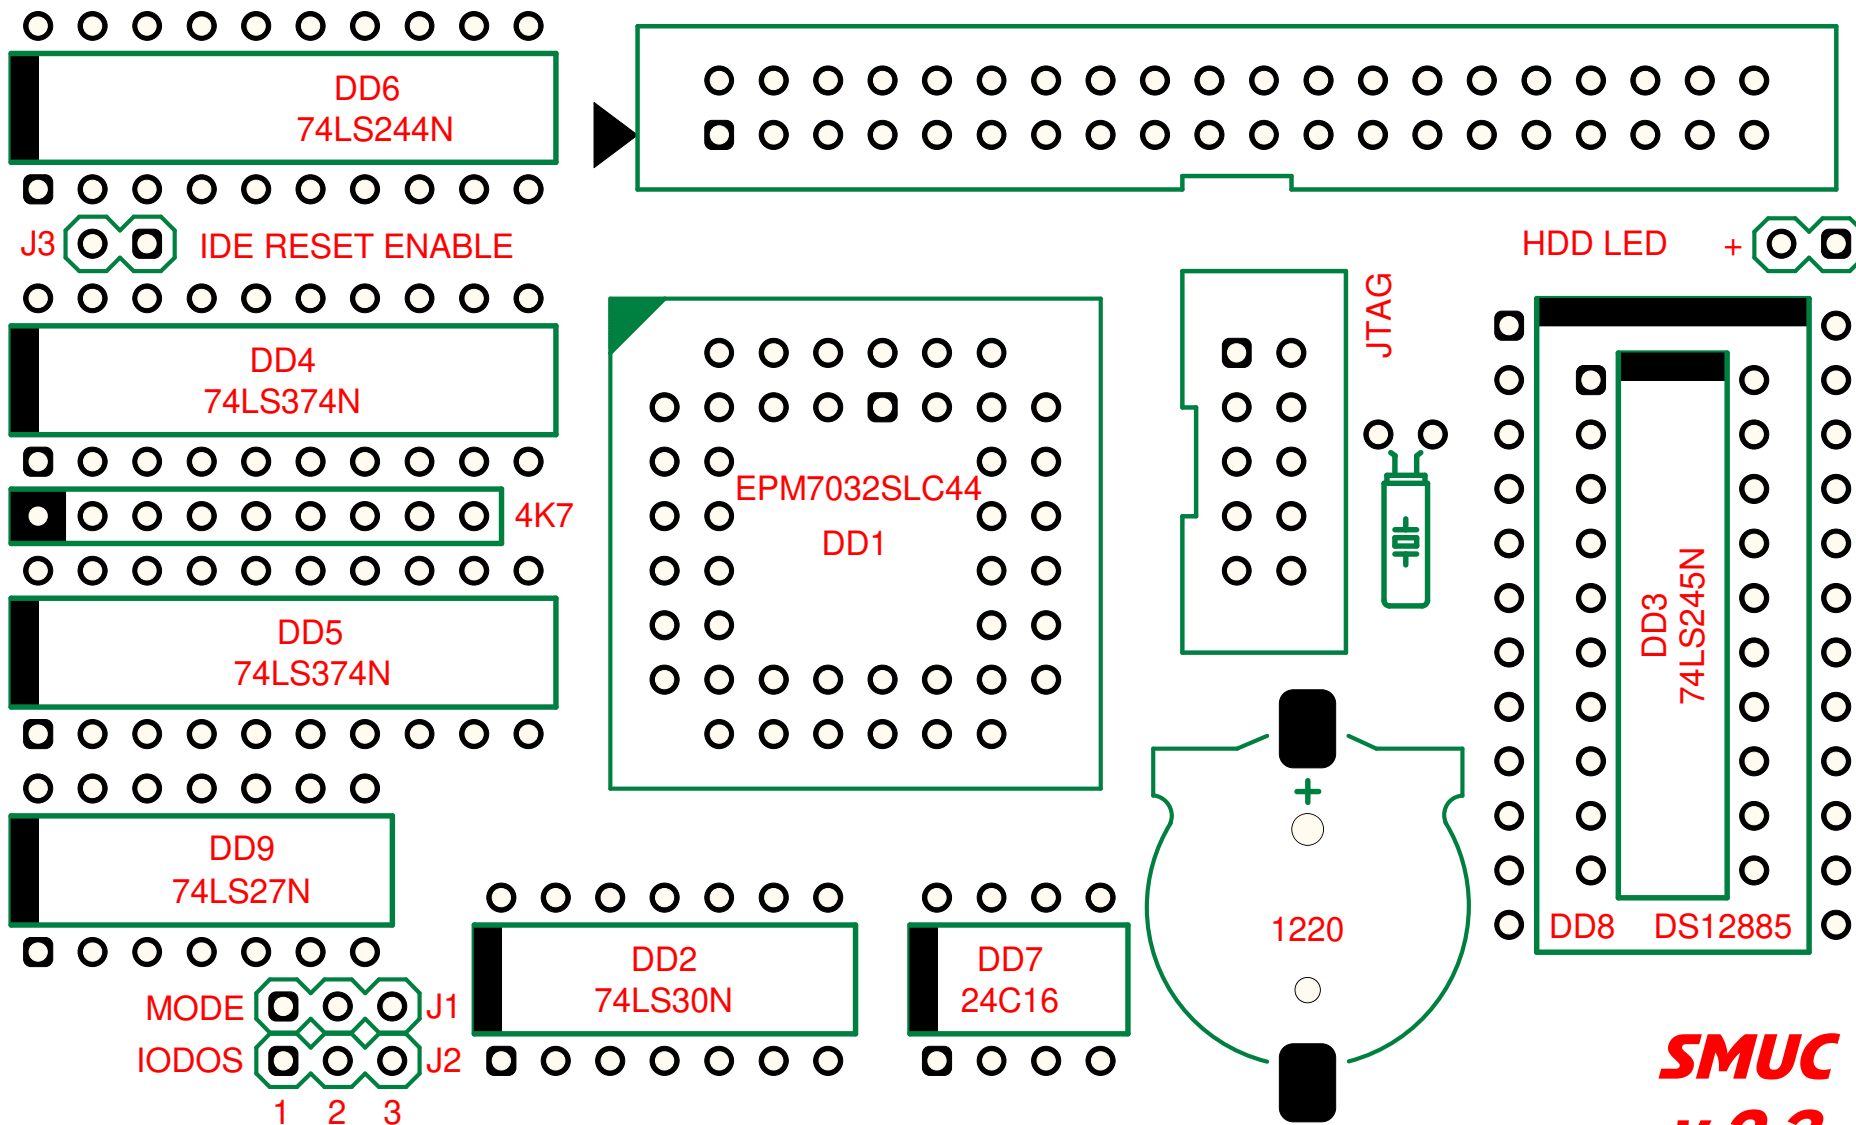 DD6
74LS244N
J3
IDE RESET ENABLE
HDD LED +
JTAG
DD4
74LS374N
EPM7032SLC44
DD1
4K7
DD3
74LS245N
DD5
74LS374N
DD9
74LS27N
1220
DD8 DS12885
DD2
74LS30N
DD7
24C16
MODE J1
IODOS J2
1 2 3
+
SMUC